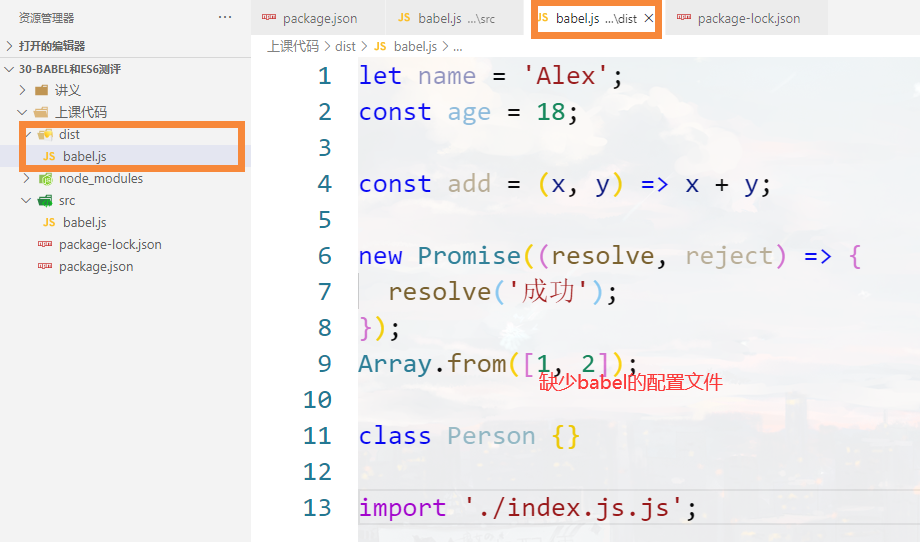 资源管理器 ...
打开的编辑器
30-BABEL和ES6测评
讲义
上课代码
dist
JS babel.js
node_modules
src
JS babel.js
package-lock.json
package.json
package.json JS babel.js ...\src JS babel.js ...\dist × package-lock.json
上课代码 > dist > JS babel.js > ...
1 let name = 'Alex';
2 const age = 18;
3
4 const add = (x, y) => x + y;
5
6 new Promise((resolve, reject) => {
7 resolve('成功');
8 });
9 Array.from([1, 2]);
缺少babel的配置文件
10
11 class Person {}
12
13 import './index.js.js';